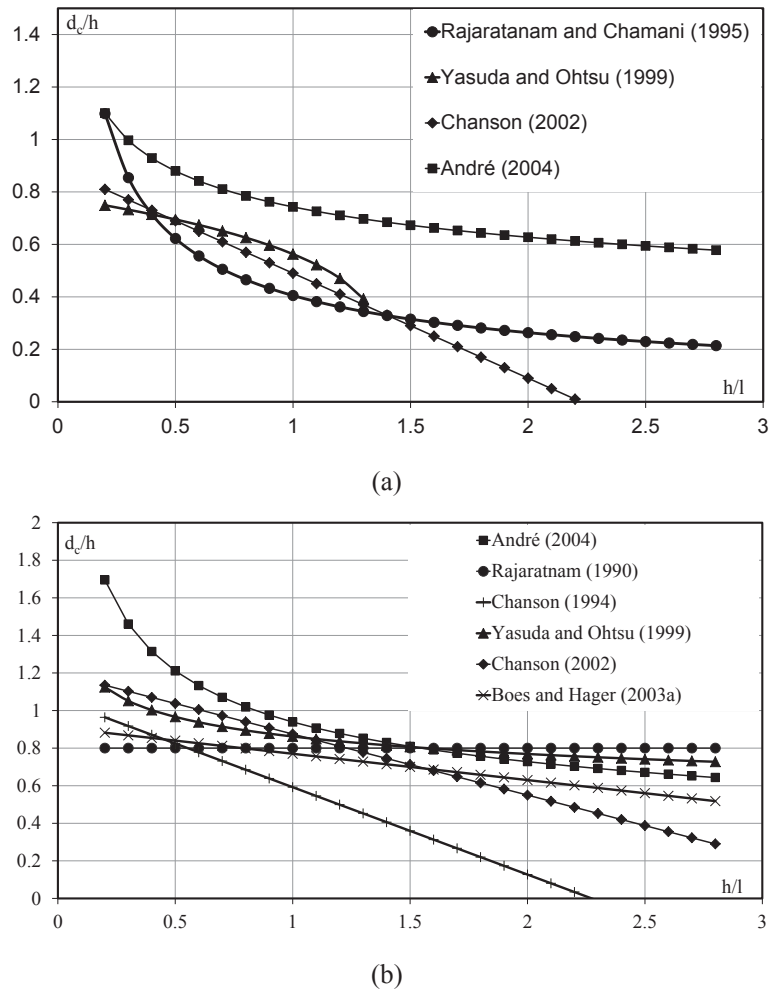 d_c/h
1.4
1.2
1
0.8
0.6
0.4
0.2
0
0
0.5
1
1.5
2
2.5
3
h/l
Rajaratanam and Chamani (1995)
Yasuda and Ohtsu (1999)
Chanson (2002)
André (2004)
(a)
d_c/h
2
1.8
1.6
1.4
1.2
1
0.8
0.6
0.4
0.2
0
0
0.5
1
1.5
2
2.5
3
h/l
André (2004)
Rajaratnam (1990)
Chanson (1994)
Yasuda and Ohtsu (1999)
Chanson (2002)
Boes and Hager (2003a)
(b)